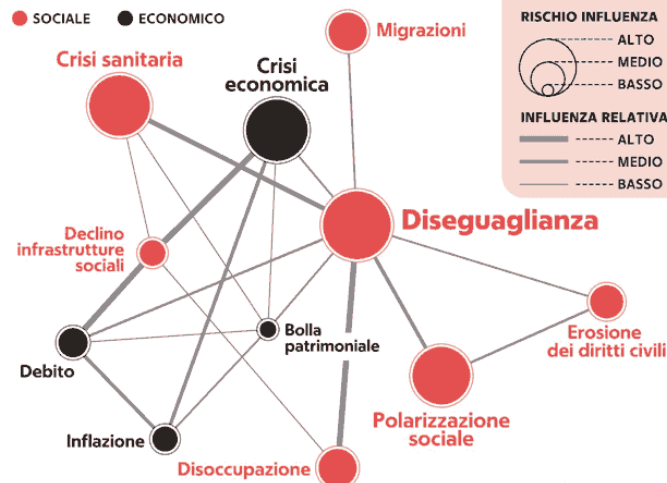 SOCIALE
ECONOMICO
RISCHIO INFLUENZA
ALTO
MEDIO
BASSO
INFLUENZA RELATIVA
ALTO
MEDIO
BASSO
Migrazioni
Crisi sanitaria
Crisi
economica
Diseguaglianza
Declino
infrastrutture
sociali
Bolla
patrimoniale
Erosione
dei diritti civili
Debito
Polarizzazione
sociale
Inflazione
Disoccupazione